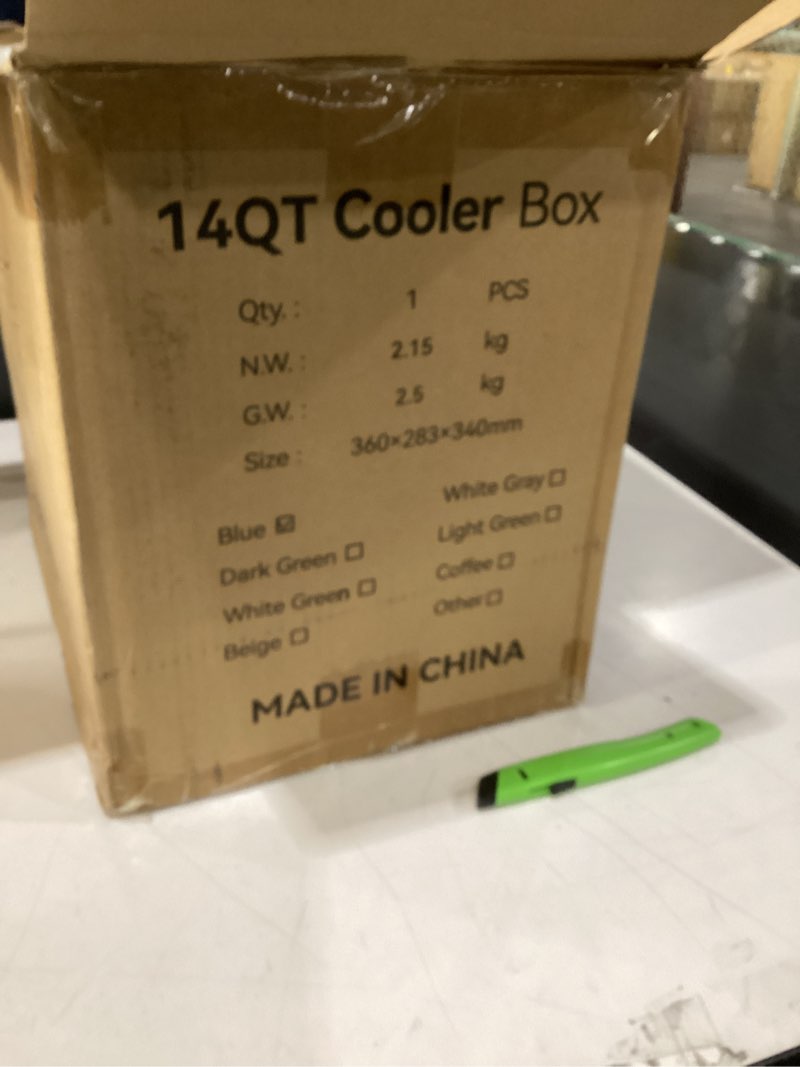 14QT Cooler Box
Qty. : 1 PCS
N.W. : 2.15 kg
G.W. : 2.5 kg
Size : 360×283×340mm
Blue ☑ White Gray ☐
Dark Green ☐ Light Green ☐
White Green ☐ Coffee ☐
Beige ☐ Other ☐
MADE IN CHINA